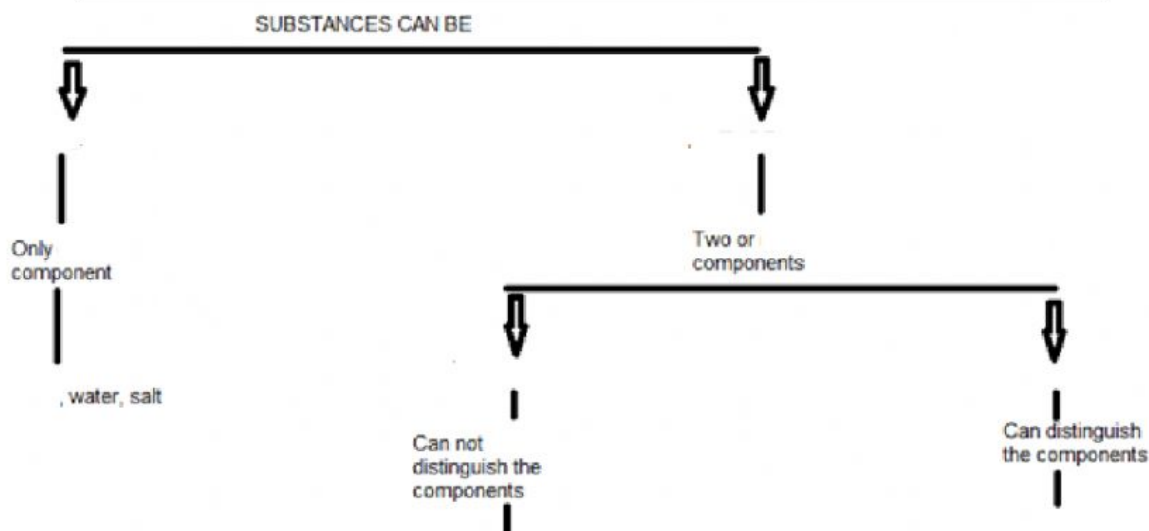 SUBSTANCES CAN BE
Only
component
Two or
components
, water, salt
Can not
distinguish the
components
Can distinguish
the components